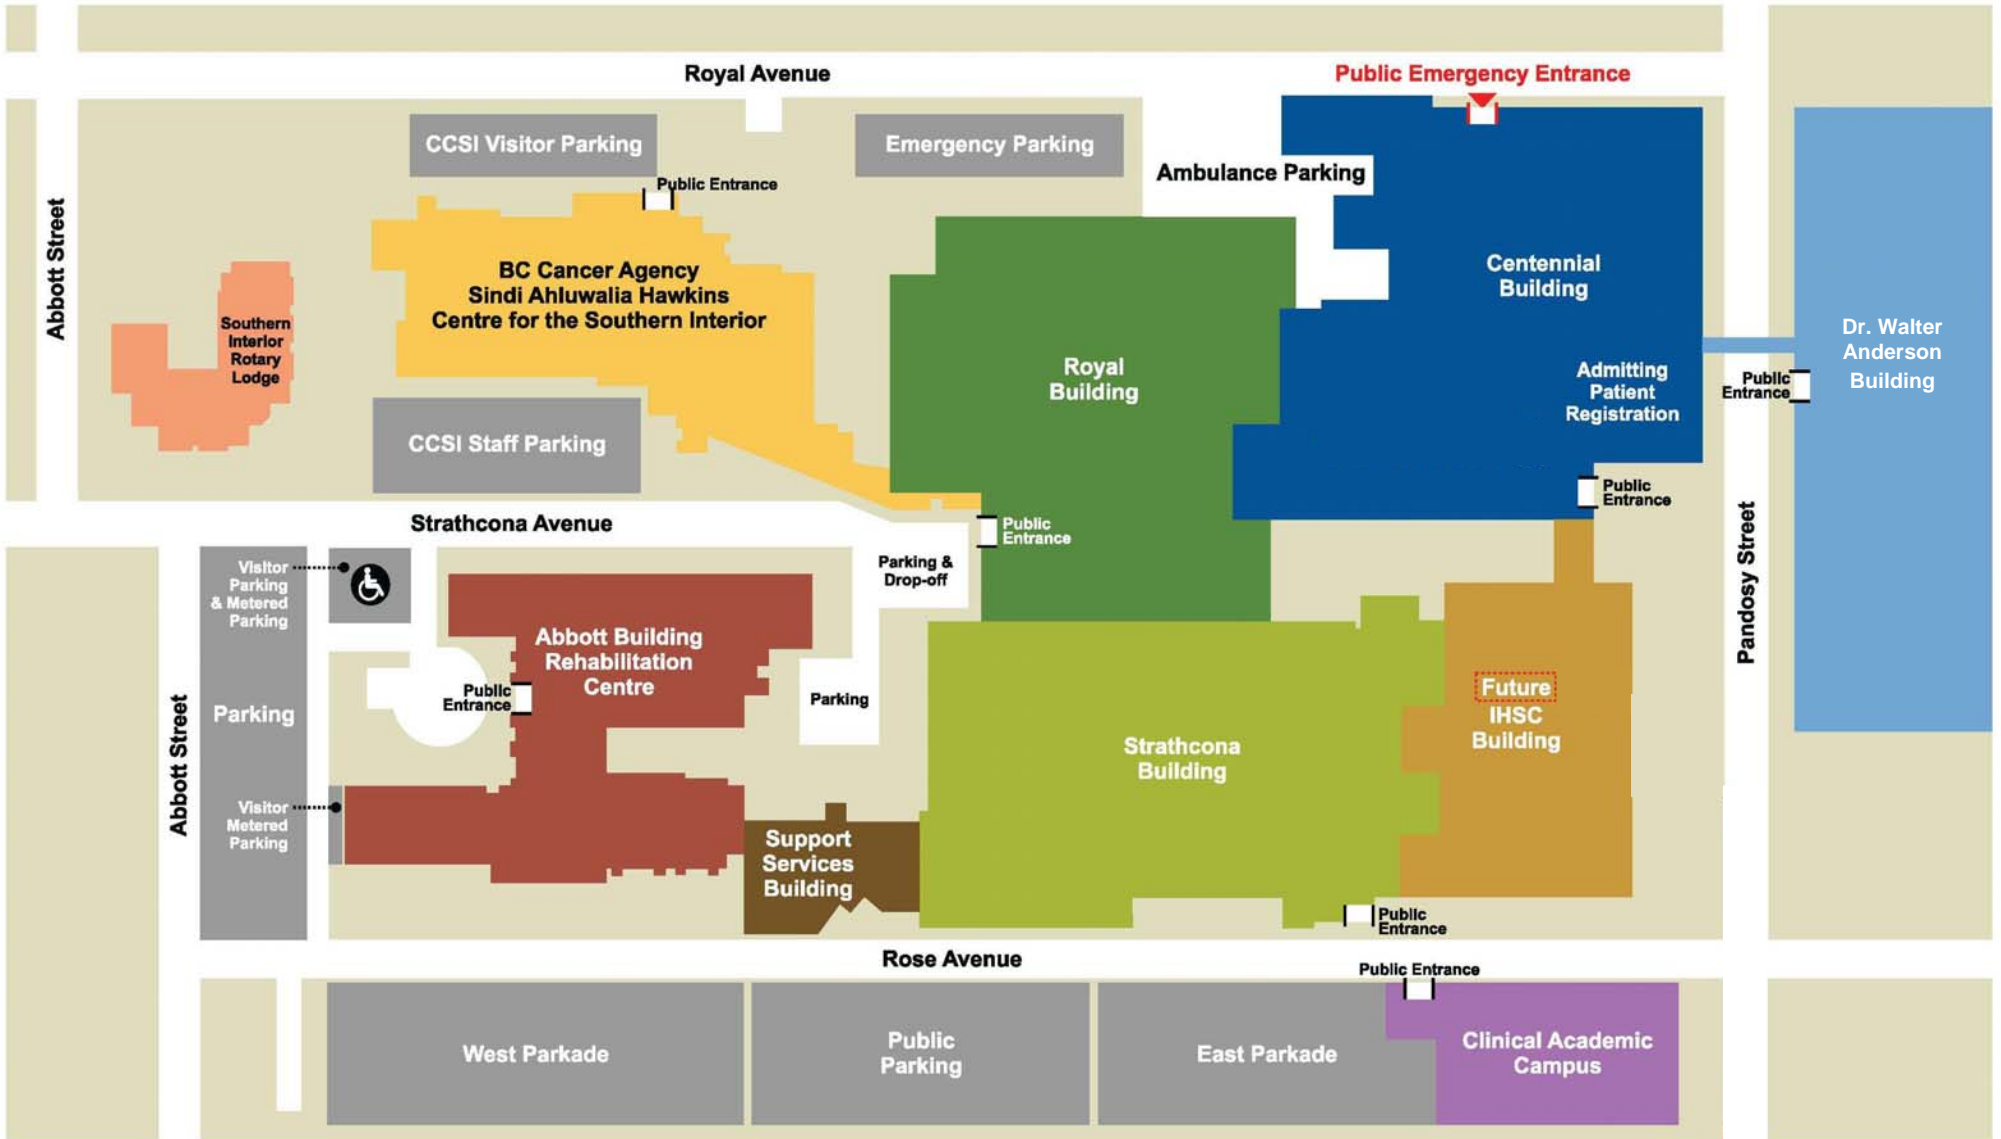 Royal Avenue
Public Emergency Entrance
CCSI Visitor Parking
Emergency Parking
Ambulance Parking
Public Entrance
Abbott Street
BC Cancer Agency
Sindi Ahluwalia Hawkins
Centre for the Southern Interior
Southern
Interior
Rotary
Lodge
Centennial
Building
Royal
Building
Admitting
Patient
Registration
Dr. Walter
Anderson
Building
Public
Entrance
CCSI Staff Parking
Public
Entrance
Strathcona Avenue
Public
Entrance
Parking &
Drop-off
Pandosy Street
Visitor
Parking
& Metered
Parking
Abbott Building
Rehabilitation
Centre
Public
Entrance
Parking
Parking
Future
IHSC
Building
Strathcona
Building
Abbott Street
Visitor
Metered
Parking
Support
Services
Building
Public
Entrance
Rose Avenue
Public Entrance
West Parkade
Public
Parking
East Parkade
Clinical Academic
Campus